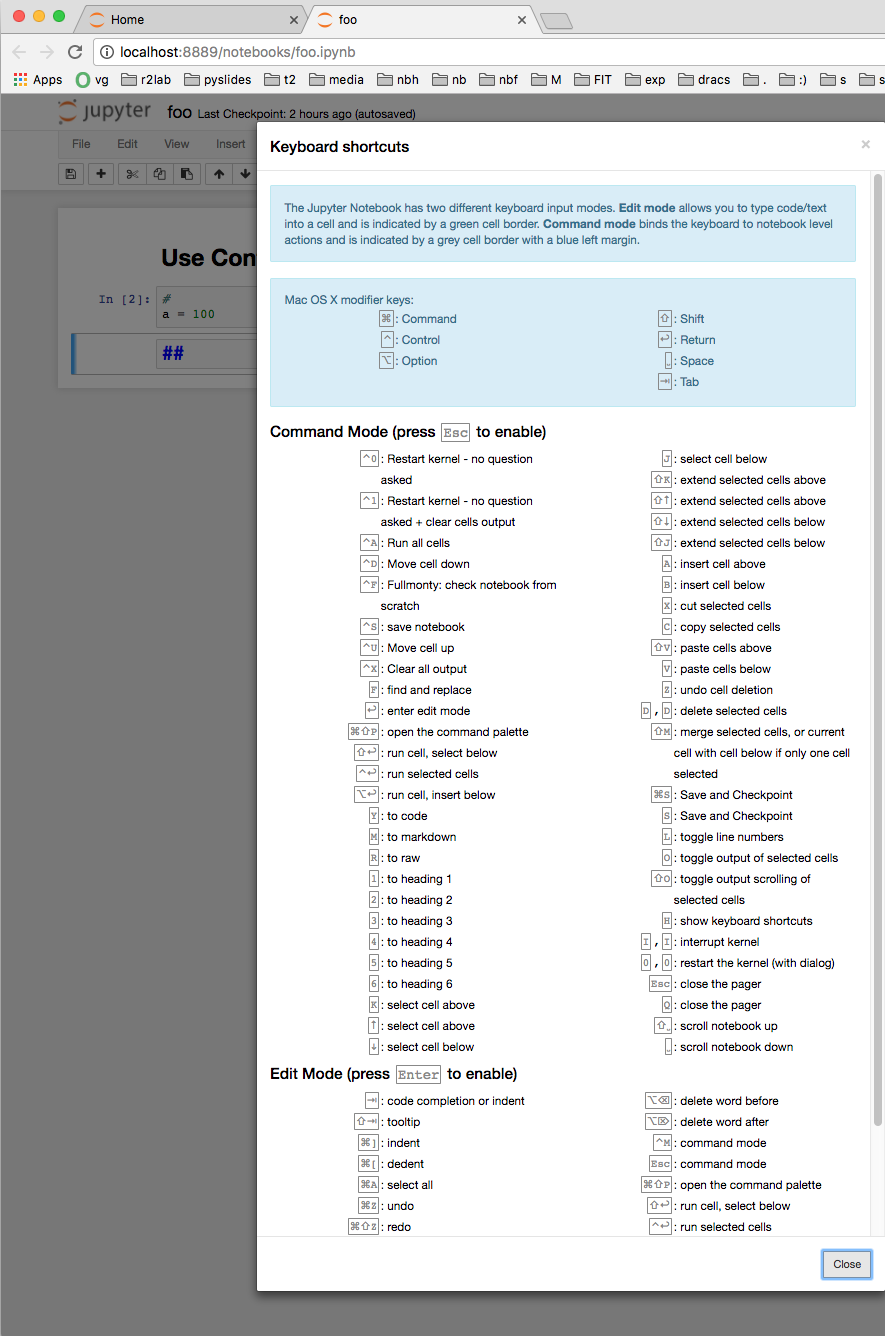 Home
foo
localhost:8889/notebooks/foo.ipynb
Apps vg r2lab pyslides t2 media nbh nb nbf M FIT exp dracs . :) s
jupyter foo Last Checkpoint: 2 hours ago (autosaved)
File Edit View Insert
Keyboard shortcuts ×
The Jupyter Notebook has two different keyboard input modes. Edit mode allows you to type code/text
into a cell and is indicated by a green cell border. Command mode binds the keyboard to notebook level
actions and is indicated by a grey cell border with a blue left margin.
Use Con
In [2]: #
a = 100
##
Mac OS X modifier keys:
⌘: Command
^: Control
⌥: Option
⇧: Shift
↩: Return
␣: Space
⇥: Tab
Command Mode (press Esc to enable)
^0: Restart kernel - no question
asked
^1: Restart kernel - no question
asked + clear cells output
^A: Run all cells
^D: Move cell down
^F: Fullmonty: check notebook from
scratch
^S: save notebook
^U: Move cell up
^X: Clear all output
F: find and replace
↩: enter edit mode
⌘⇧P: open the command palette
⇧↩: run cell, select below
^↩: run selected cells
⌥↩: run cell, insert below
Y: to code
M: to markdown
R: to raw
1: to heading 1
2: to heading 2
3: to heading 3
4: to heading 4
5: to heading 5
6: to heading 6
K: select cell above
↑: select cell above
↓: select cell below
J: select cell below
⇧K: extend selected cells above
⇧↑: extend selected cells above
⇧↓: extend selected cells below
⇧J: extend selected cells below
A: insert cell above
B: insert cell below
X: cut selected cells
C: copy selected cells
⇧V: paste cells above
V: paste cells below
Z: undo cell deletion
D,D: delete selected cells
⇧M: merge selected cells, or current
cell with cell below if only one cell
selected
⌘S: Save and Checkpoint
S: Save and Checkpoint
L: toggle line numbers
O: toggle output of selected cells
⇧O: toggle output scrolling of
selected cells
H: show keyboard shortcuts
I,I: interrupt kernel
0,0: restart the kernel (with dialog)
Esc: close the pager
Q: close the pager
⇧␣: scroll notebook up
␣: scroll notebook down
Edit Mode (press Enter to enable)
⇥: code completion or indent
⇧⇥: tooltip
⌘]: indent
⌘[: dedent
⌘A: select all
⌘Z: undo
⌘⇧Z: redo
⌥⌫: delete word before
⌥⌦: delete word after
^M: command mode
Esc: command mode
⌘⇧P: open the command palette
⇧↩: run cell, select below
^↩: run selected cells
Close